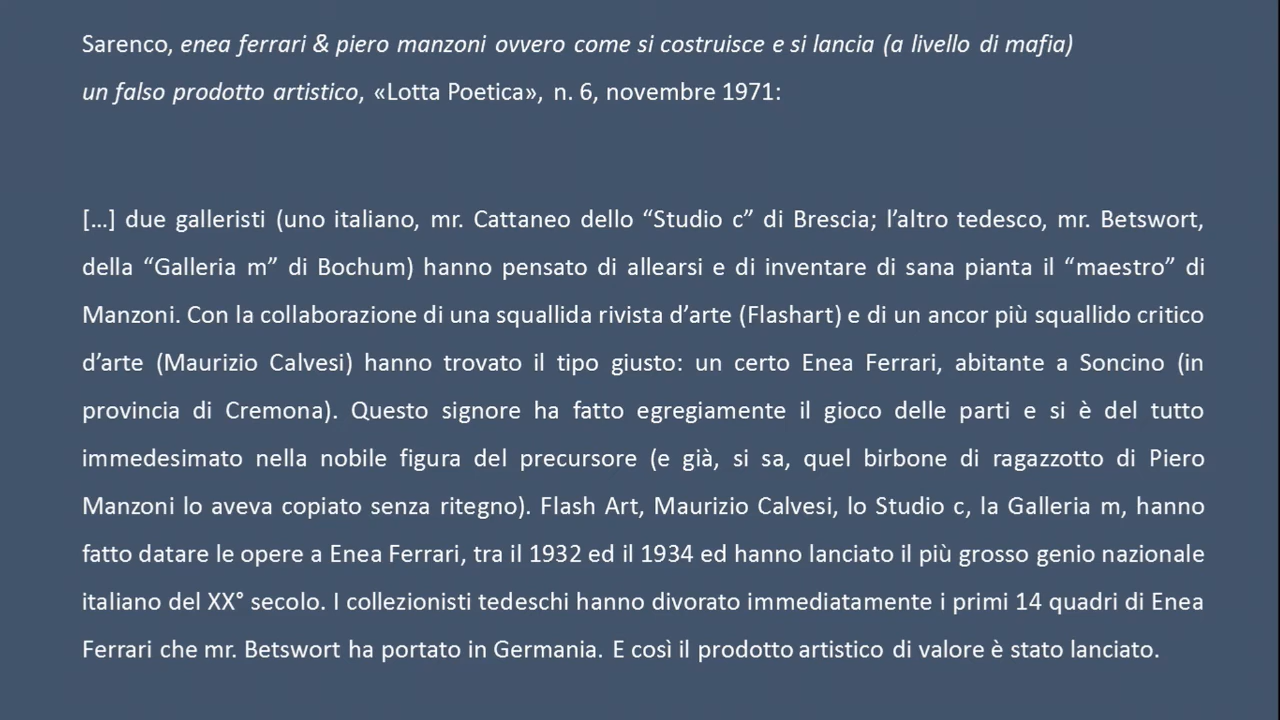 Sarenco, enea ferrari & piero manzoni ovvero come si costruisce e si lancia (a livello di mafia)
un falso prodotto artistico, «Lotta Poetica», n. 6, novembre 1971:
[…] due galleristi (uno italiano, mr. Cattaneo dello “Studio c” di Brescia; l’altro tedesco, mr. Betswort,
della “Galleria m” di Bochum) hanno pensato di allearsi e di inventare di sana pianta il “maestro” di
Manzoni. Con la collaborazione di una squallida rivista d’arte (Flashart) e di un ancor più squallido critico
d’arte (Maurizio Calvesi) hanno trovato il tipo giusto: un certo Enea Ferrari, abitante a Soncino (in
provincia di Cremona). Questo signore ha fatto egregiamente il gioco delle parti e si è del tutto
immedesimato nella nobile figura del precursore (e già, si sa, quel birbone di ragazzotto di Piero
Manzoni lo aveva copiato senza ritegno). Flash Art, Maurizio Calvesi, lo Studio c, la Galleria m, hanno
fatto datare le opere a Enea Ferrari, tra il 1932 ed il 1934 ed hanno lanciato il più grosso genio nazionale
italiano del XX° secolo. I collezionisti tedeschi hanno divorato immediatamente i primi 14 quadri di Enea
Ferrari che mr. Betswort ha portato in Germania. E così il prodotto artistico di valore è stato lanciato.